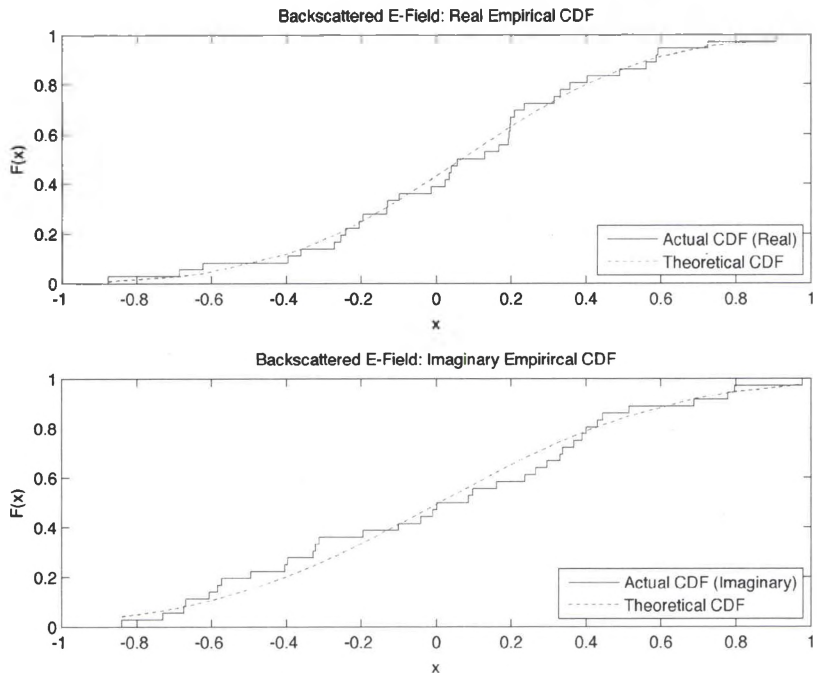 Backscattered E-Field: Real Empirical CDF
F(x)
1
0.8
0.6
0.4
0.2
0
-1 -0.8 -0.6 -0.4 -0.2 0 0.2 0.4 0.6 0.8 1
x
Actual CDF (Real)
Theoretical CDF
Backscattered E-Field: Imaginary Empirircal CDF
F(x)
1
0.8
0.6
0.4
0.2
0
-1 -0.8 -0.6 -0.4 -0.2 0 0.2 0.4 0.6 0.8 1
x
Actual CDF (Imaginary)
Theoretical CDF